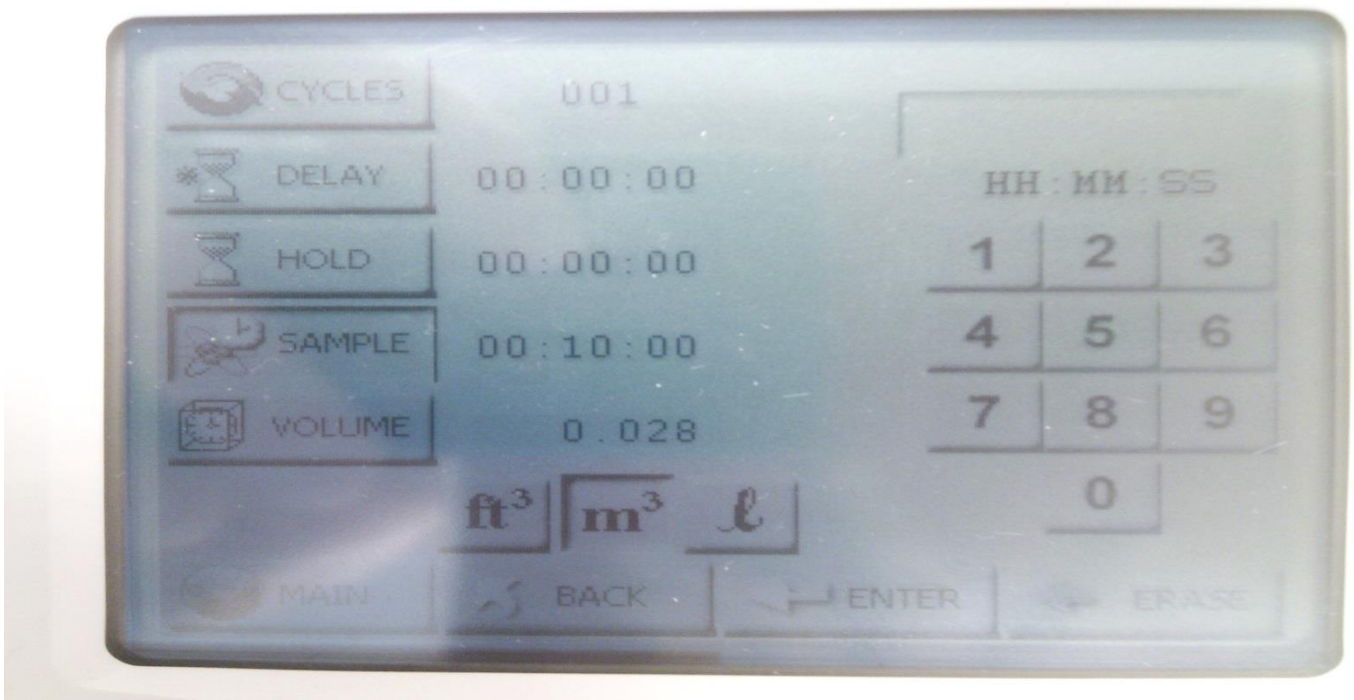 CYCLES 001
DELAY 00:00:00
HH:MM:SS
HOLD 00:00:00
1 2 3
SAMPLE 00:10:00
4 5 6
VOLUME 0.028
7 8 9
ft³ m³ ℓ
0
MAIN BACK ENTER ERASE